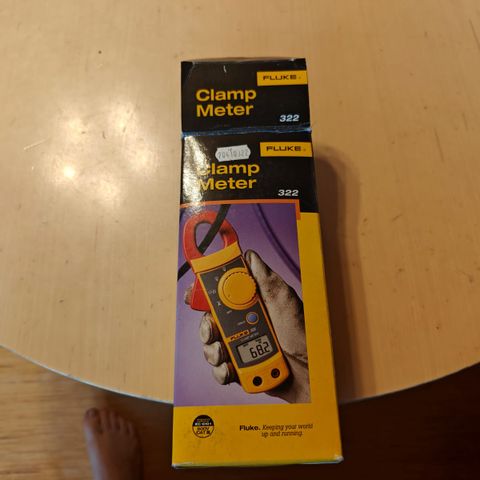 FLUKE
Clamp
Meter
322
FLUKE
Clamp
Meter
322
FLUKE
68.2
Fluke. Keeping your world
up and running.